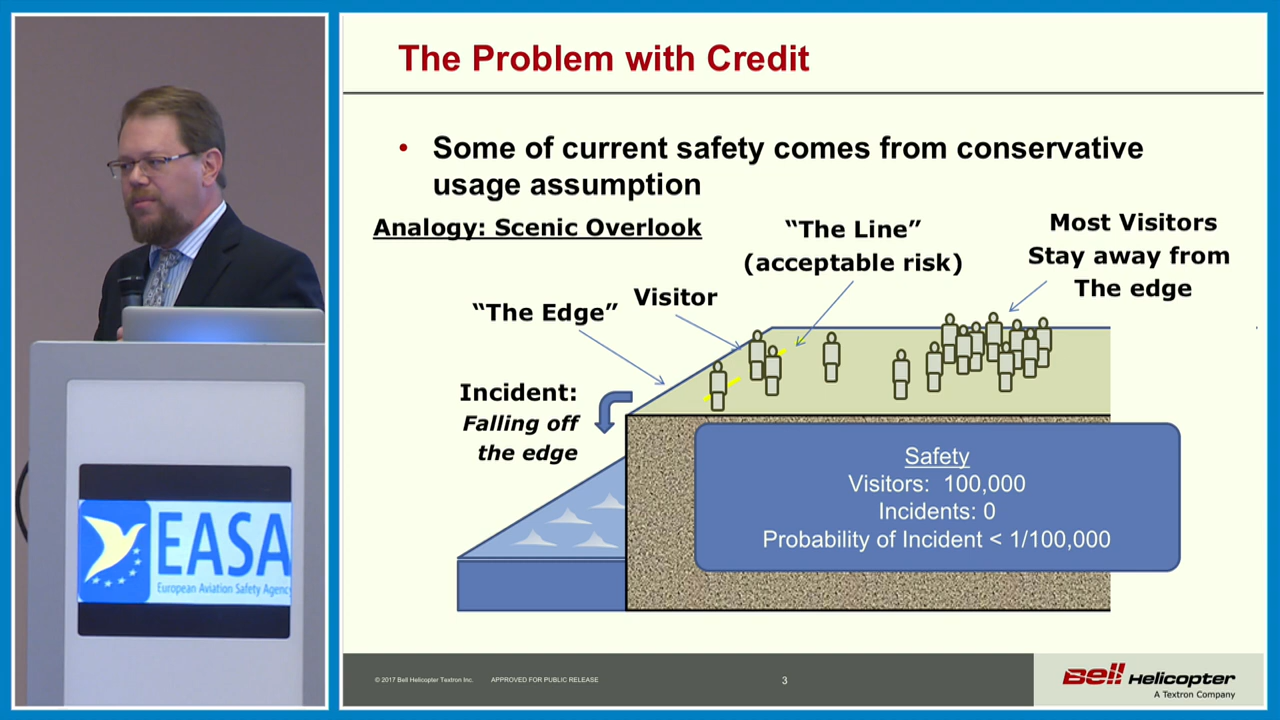 The Problem with Credit
• Some of current safety comes from conservative
usage assumption
Analogy: Scenic Overlook
“The Line”
(acceptable risk)
Most Visitors
Stay away from
The edge
“The Edge”
Visitor
Incident:
Falling off
the edge
Safety
Visitors: 100,000
Incidents: 0
Probability of Incident < 1/100,000
EASA
European Aviation Safety Agency
© 2017 Bell Helicopter Textron Inc. APPROVED FOR PUBLIC RELEASE
3
Bell Helicopter
A Textron Company